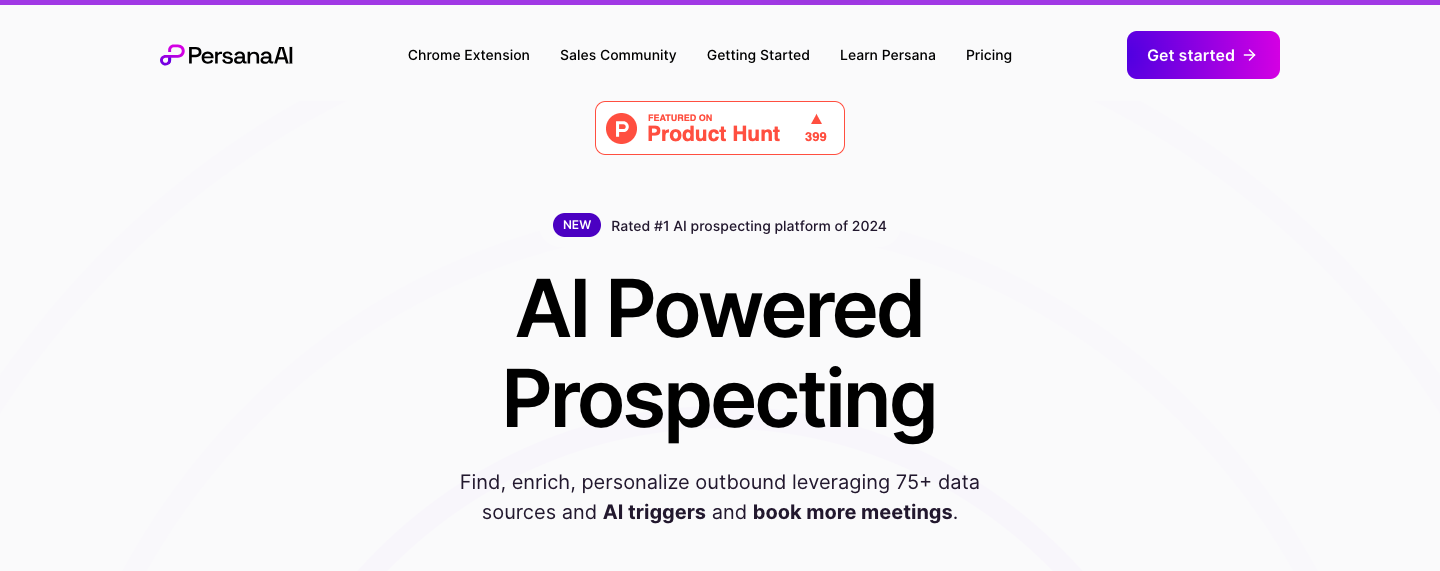 PersanaAI
Chrome Extension
Sales Community
Getting Started
Learn Persana
Pricing
Get started →
P
FEATURED ON
Product Hunt
▲
399
NEW
Rated #1 AI prospecting platform of 2024
AI Powered
Prospecting
Find, enrich, personalize outbound leveraging 75+ data
sources and AI triggers and book more meetings.